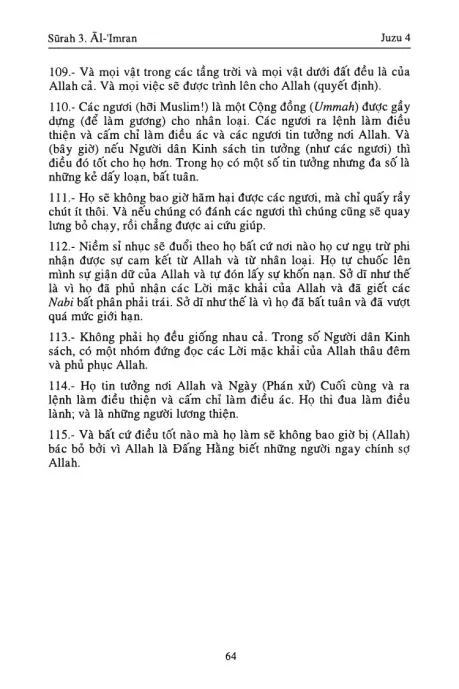 Sūrah 3. Āl-'Imran Juzu 4
109.- Và mọi vật trong các tầng trời và mọi vật dưới đất đều là của
Allah cả. Và mọi việc sẽ được trình lên cho Allah (quyết định).
110.- Các ngươi (hỡi Muslim!) là một Cộng đồng (Ummah) được gầy
dựng (để làm gương) cho nhân loại. Các ngươi ra lệnh làm điều
thiện và cấm chỉ làm điều ác và các ngươi tin tưởng nơi Allah. Và
(bây giờ) nếu Người dân Kinh sách tin tưởng (như các ngươi) thì
điều đó tốt cho họ hơn. Trong họ có một số tin tưởng nhưng đa số là
những kẻ dấy loạn, bất tuân.
111.- Họ sẽ không bao giờ hãm hại được các ngươi, mà chỉ quấy rầy
chút ít thôi. Và nếu chúng có đánh các ngươi thì chúng cũng sẽ quay
lưng bỏ chạy, rồi chẳng được ai cứu giúp.
112.- Niềm sỉ nhục sẽ đuổi theo họ bất cứ nơi nào họ cư ngụ trừ phi
nhận được sự cam kết từ Allah và từ nhân loại. Họ tự chuốc lên
mình sự giận dữ của Allah và tự đón lấy sự khốn nạn. Sở dĩ như thế
là vì họ đã phủ nhận các Lời mặc khải của Allah và đã giết các
Nabi bất phân phải trái. Sở dĩ như thế là vì họ đã bất tuân và đã vượt
quá mức giới hạn.
113.- Không phải họ đều giống nhau cả. Trong số Người dân Kinh
sách, có một nhóm đứng đọc các Lời mặc khải của Allah thâu đêm
và phủ phục Allah.
114.- Họ tin tưởng nơi Allah và Ngày (Phán xử) Cuối cùng và ra
lệnh làm điều thiện và cấm chỉ làm điều ác. Họ thi đua làm điều
lành; và là những người lương thiện.
115.- Và bất cứ điều tốt nào mà họ làm sẽ không bao giờ bị (Allah)
bác bỏ bởi vì Allah là Đấng Hằng biết những người ngay chính sợ
Allah.
64